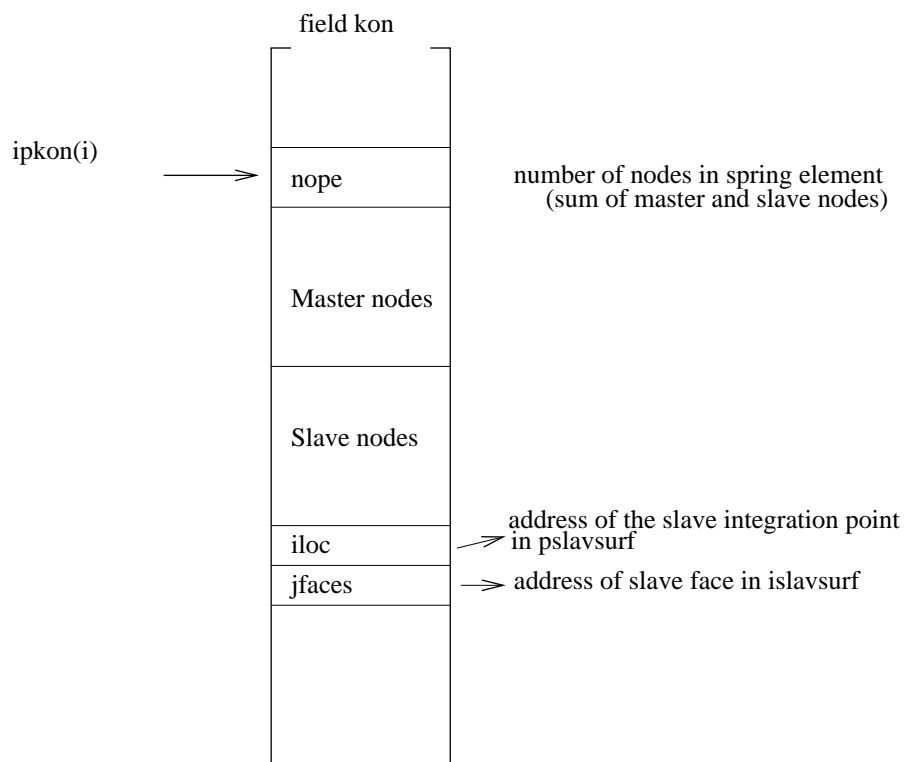 field kon
ipkon(i)
nope
number of nodes in spring element
(sum of master and slave nodes)
Master nodes
Slave nodes
iloc
address of the slave integration point
in pslavsurf
jfaces
address of slave face in islavsurf